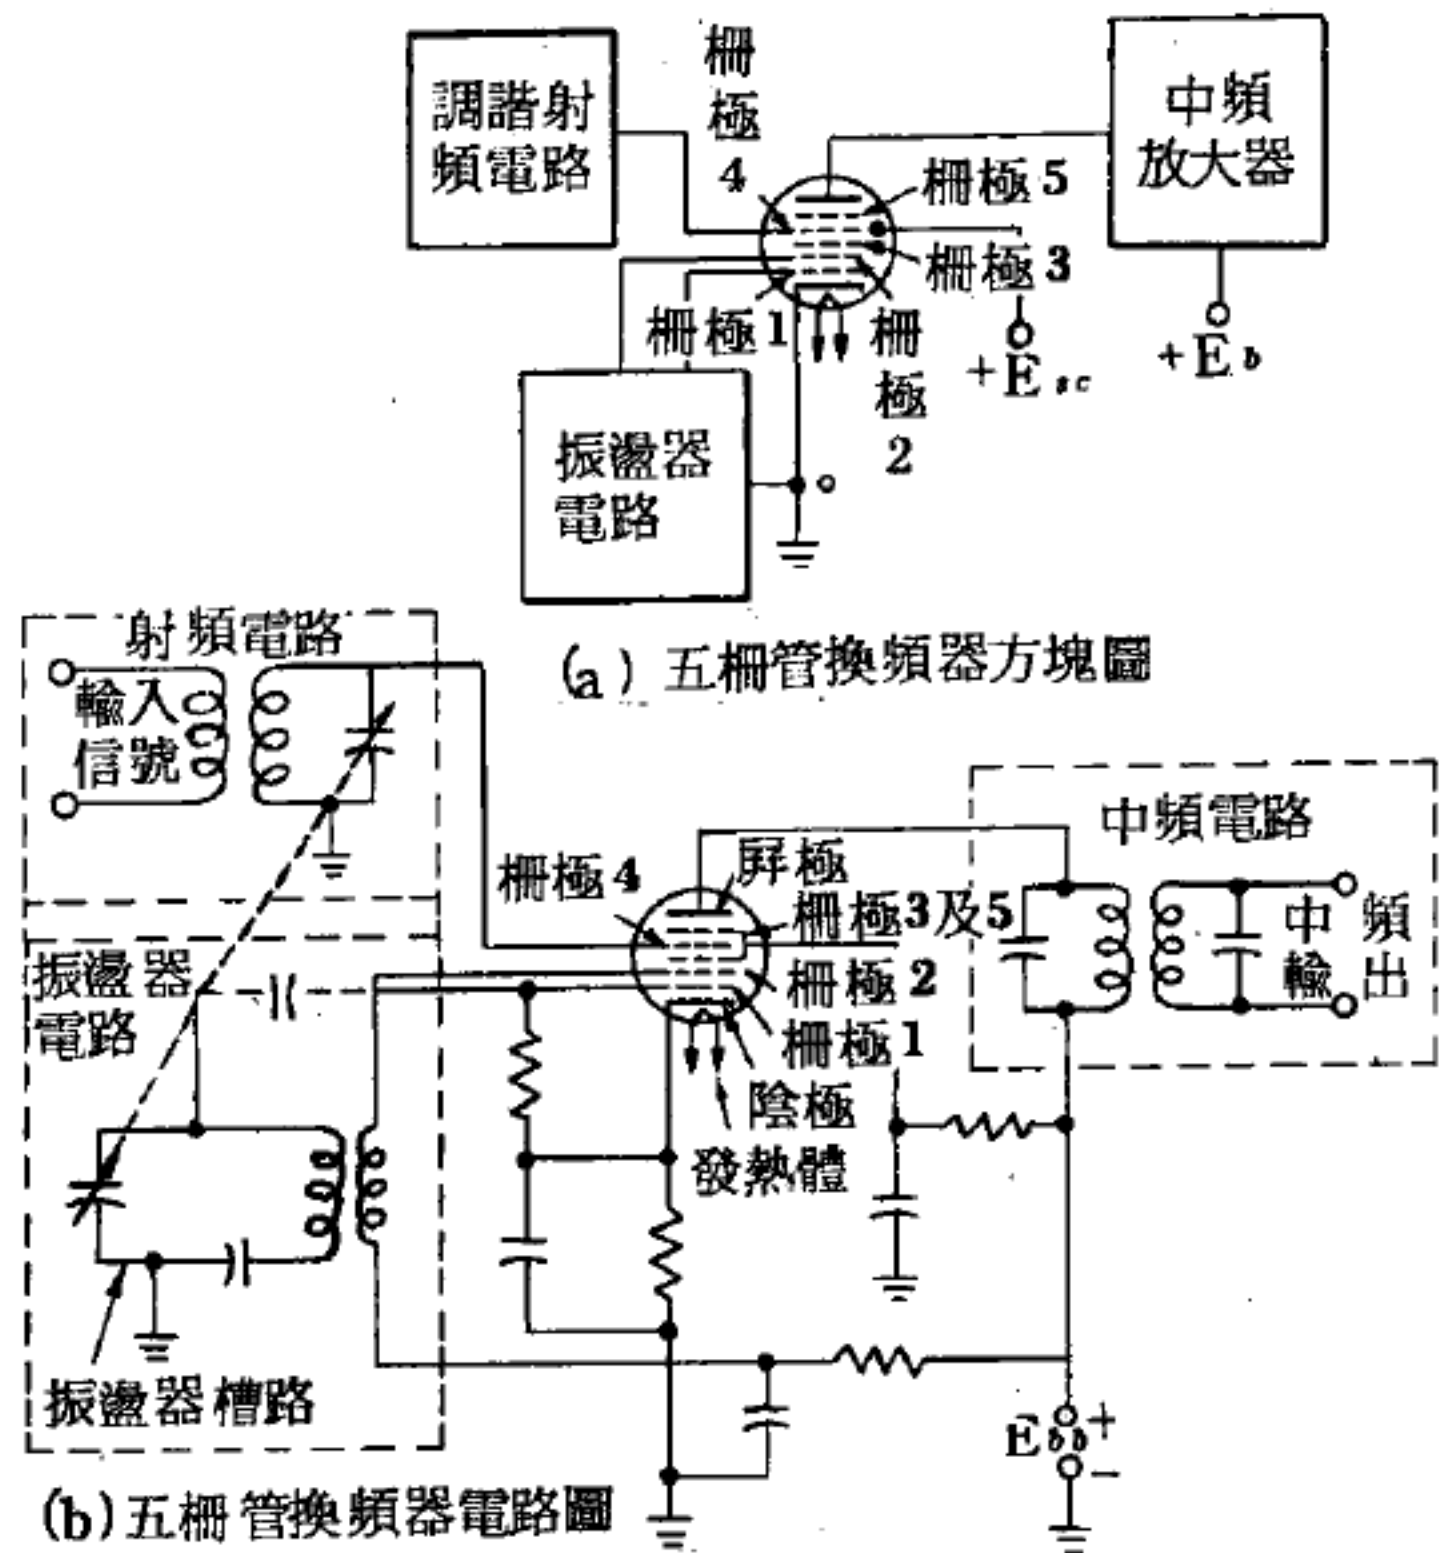 調諧射
頻電路
柵極4
中頻
放大器
柵極5
柵極3
柵極1
柵極2
+Esc
+Eb
振盪器
電路
(a) 五柵管換頻器方塊圖
射頻電路
輸入
信號
中頻電路
柵極4
屛極
柵極3及5
中頻
輸出
柵極2
柵極1
振盪器
電路
陰極
發熱體
振盪器槽路
Ebb
+
-
(b) 五柵管換頻器電路圖